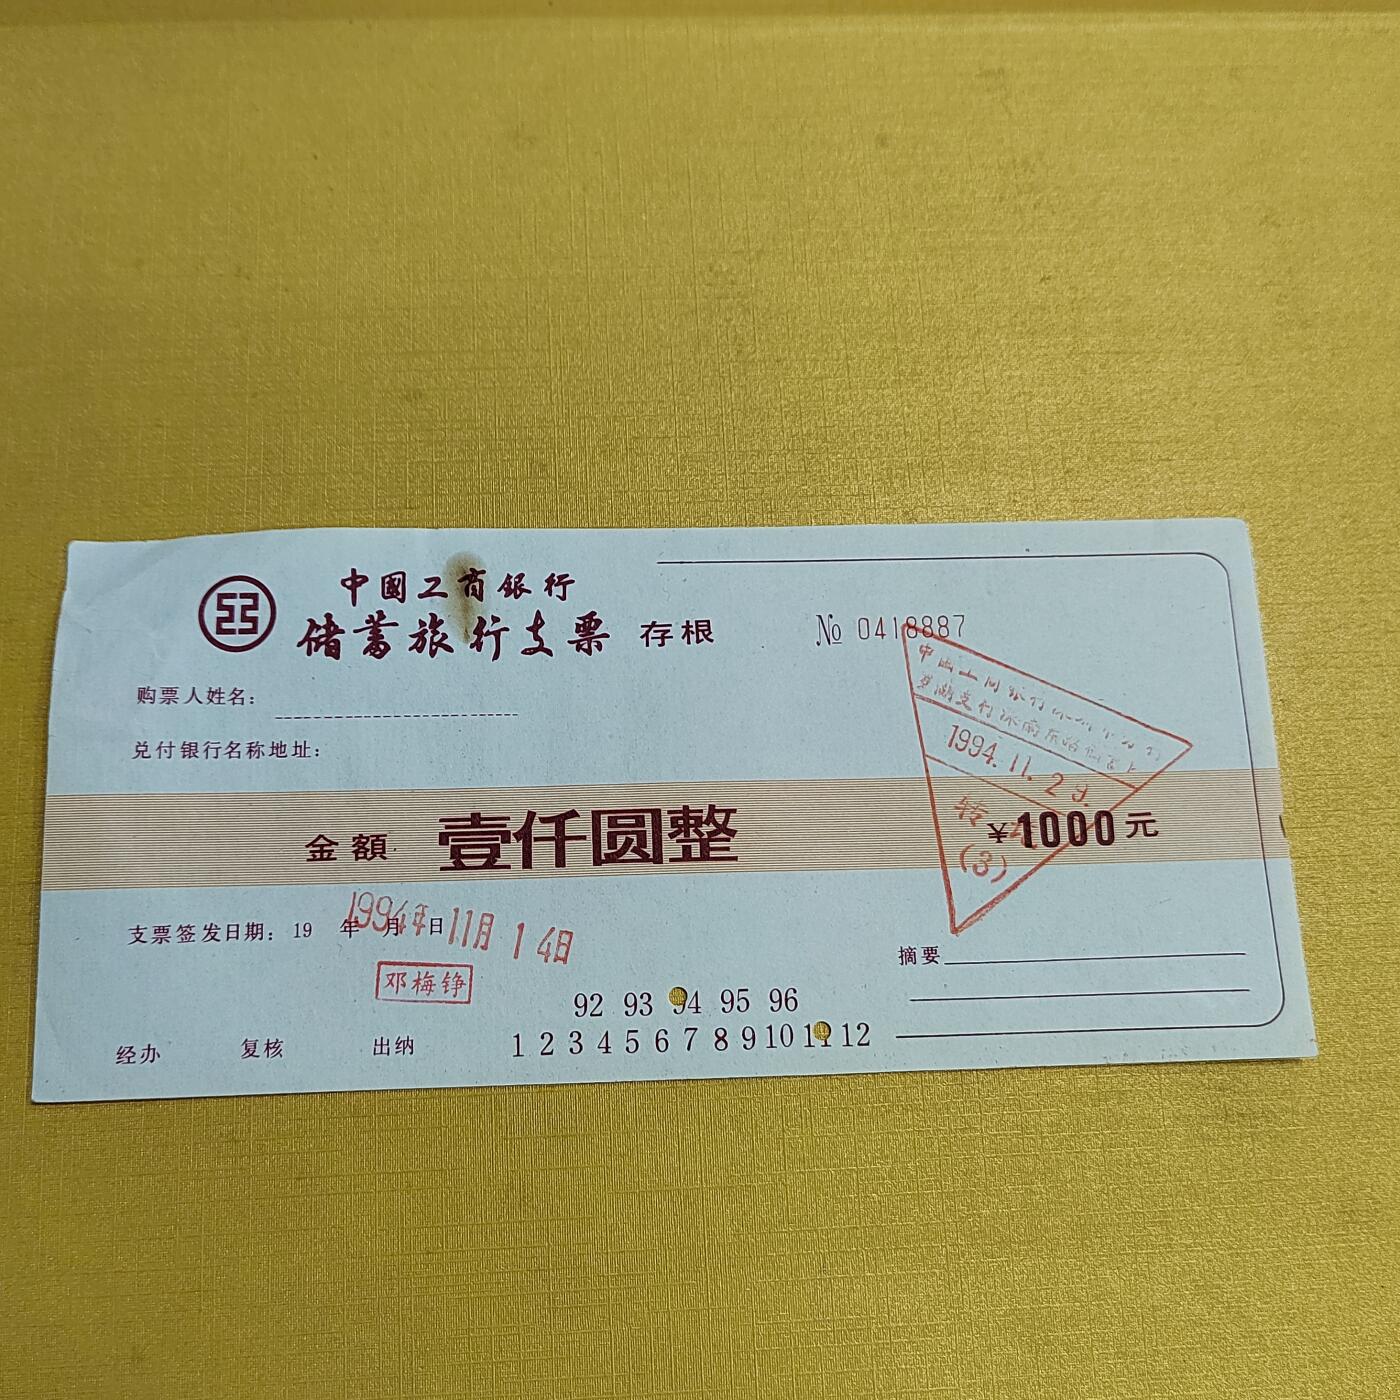 中國工商銀行
储蓄旅行支票 存根
№ 0418887
购票人姓名：
兑付银行名称地址：
1994.11.29.
转
(3)
金額 壹仟圆整 ¥1000元
支票签发日期：19 年 月 日
1994年11月14日
邓梅铮
摘要
92 93 94 95 96
1 2 3 4 5 6 7 8 9 10 11 12
经办 复核 出纳